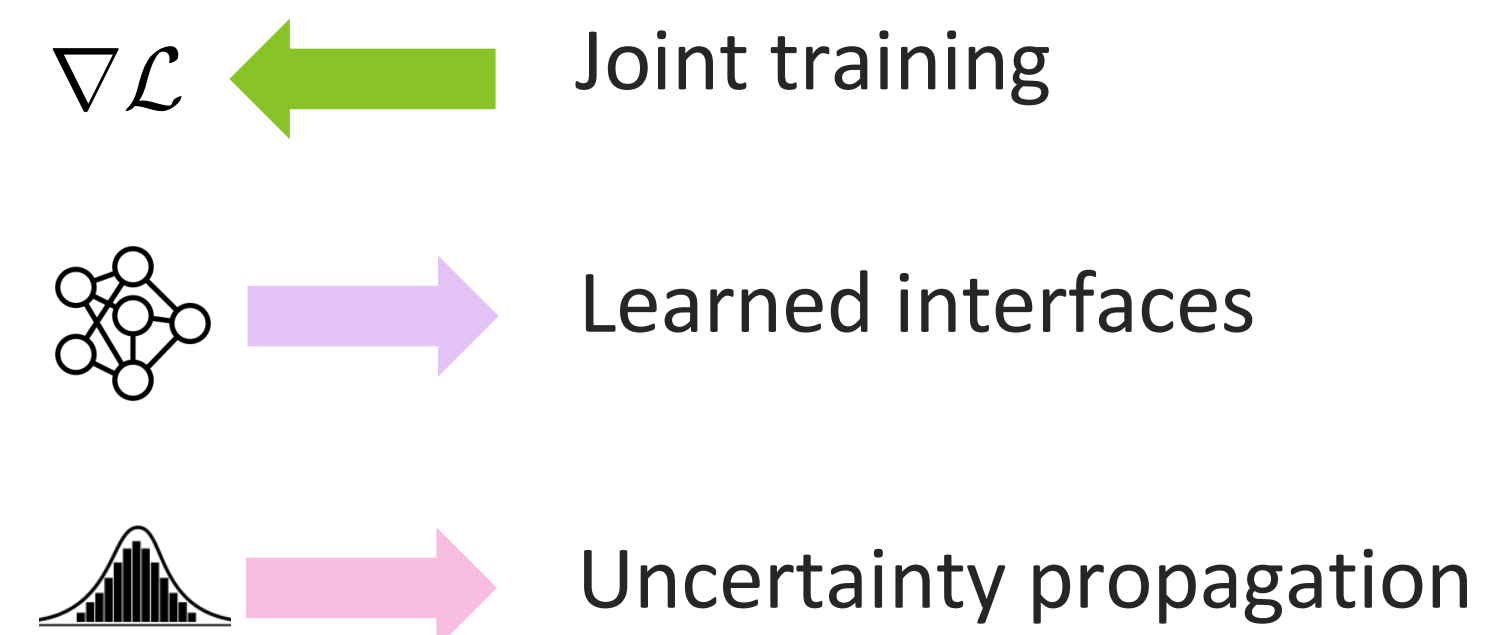 ∇ℒ Joint training
Learned interfaces
Uncertainty propagation